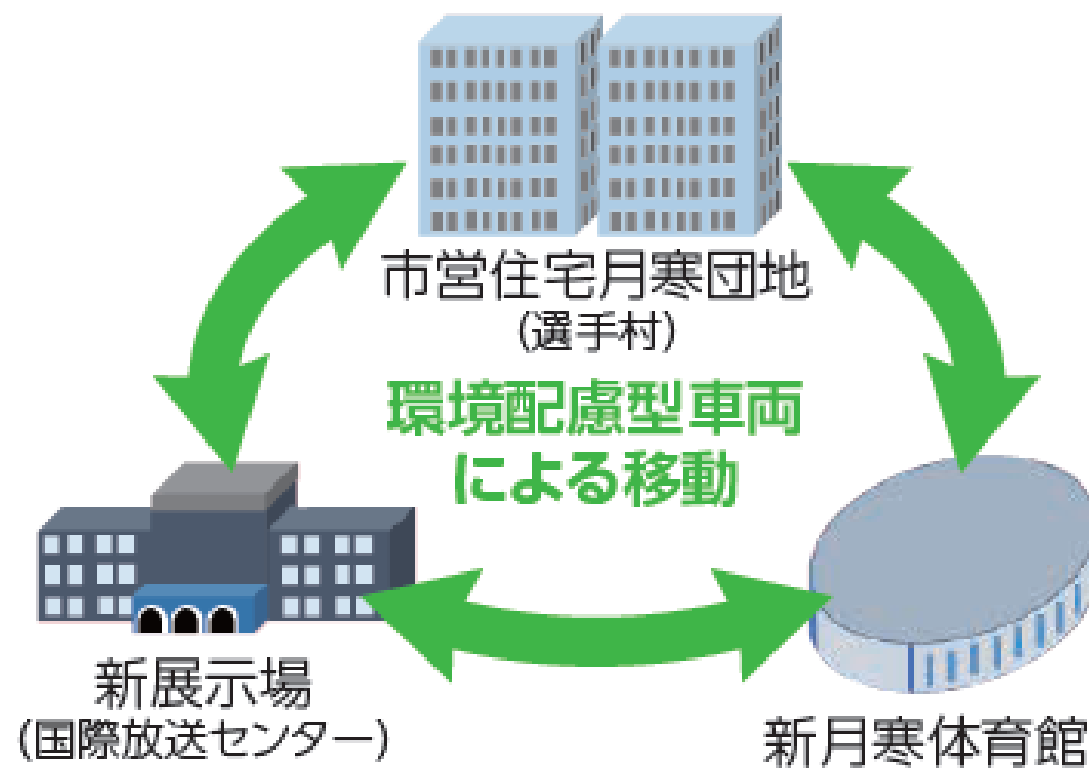 市営住宅月寒団地
(選手村)
環境配慮型車両
による移動
新展示場
(国際放送センター)
新月寒体育館